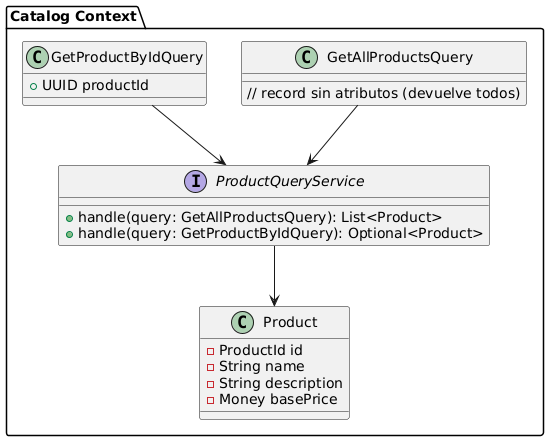 Catalog Context
C GetProductByIdQuery
UUID productId
C GetAllProductsQuery
// record sin atributos (devuelve todos)
I ProductQueryService
handle(query: GetAllProductsQuery): List<Product>
handle(query: GetProductByIdQuery): Optional<Product>
C Product
ProductId id
String name
String description
Money basePrice